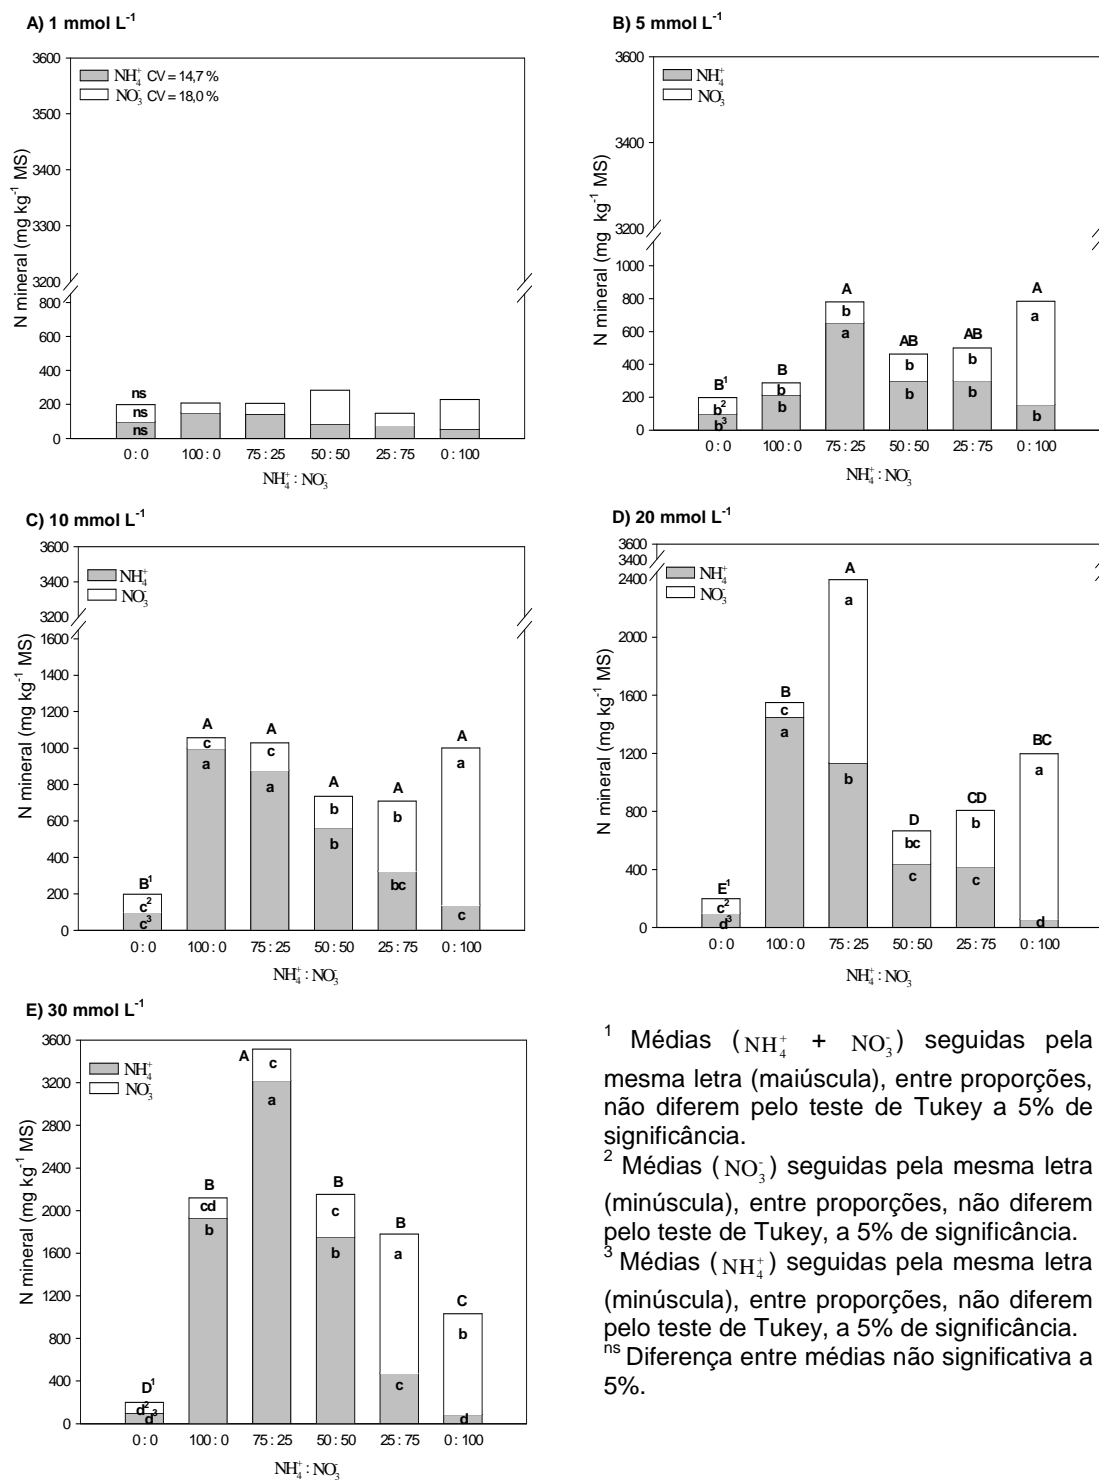 A) 1 mmol L⁻¹
3600
3500
3400
3300
3200
800
600
400
200
0
N mineral (mg kg⁻¹ MS)
NH₄⁺ CV = 14,7 %
NO₃⁻ CV = 18,0 %
ns
ns
ns
0 : 0 100 : 0 75 : 25 50 : 50 25 : 75 0 : 100
NH₄⁺ : NO₃⁻
B) 5 mmol L⁻¹
3600
3400
3200
1000
800
600
400
200
0
N mineral (mg kg⁻¹ MS)
NH₄⁺
NO₃⁻
B¹ B A AB AB A
b² b b b b a
b³ b a b b b
0 : 0 100 : 0 75 : 25 50 : 50 25 : 75 0 : 100
NH₄⁺ : NO₃⁻
C) 10 mmol L⁻¹
3600
3400
3200
1600
1400
1200
1000
800
600
400
200
0
N mineral (mg kg⁻¹ MS)
NH₄⁺
NO₃⁻
B¹ A A A A A
c² c c b b a
c³ a a b bc c
0 : 0 100 : 0 75 : 25 50 : 50 25 : 75 0 : 100
NH₄⁺ : NO₃⁻
D) 20 mmol L⁻¹
3600
3400
2400
2000
1600
1200
800
400
0
N mineral (mg kg⁻¹ MS)
NH₄⁺
NO₃⁻
E¹ B A D CD BC
c² c a bc b a
d³ a b c c d
0 : 0 100 : 0 75 : 25 50 : 50 25 : 75 0 : 100
NH₄⁺ : NO₃⁻
E) 30 mmol L⁻¹
3600
3200
2800
2400
2000
1600
1200
800
400
0
N mineral (mg kg⁻¹ MS)
NH₄⁺
NO₃⁻
D¹ B A B B C
d² cd c c a b
d³ b a b c d
0 : 0 100 : 0 75 : 25 50 : 50 25 : 75 0 : 100
NH₄⁺ : NO₃⁻
¹ Médias (NH₄⁺ + NO₃⁻) seguidas pela
mesma letra (maiúscula), entre proporções,
não diferem pelo teste de Tukey a 5% de
significância.
² Médias (NO₃⁻) seguidas pela mesma letra
(minúscula), entre proporções, não diferem
pelo teste de Tukey, a 5% de significância.
³ Médias (NH₄⁺) seguidas pela mesma letra
(minúscula), entre proporções, não diferem
pelo teste de Tukey, a 5% de significância.
ⁿˢ Diferença entre médias não significativa a
5%.